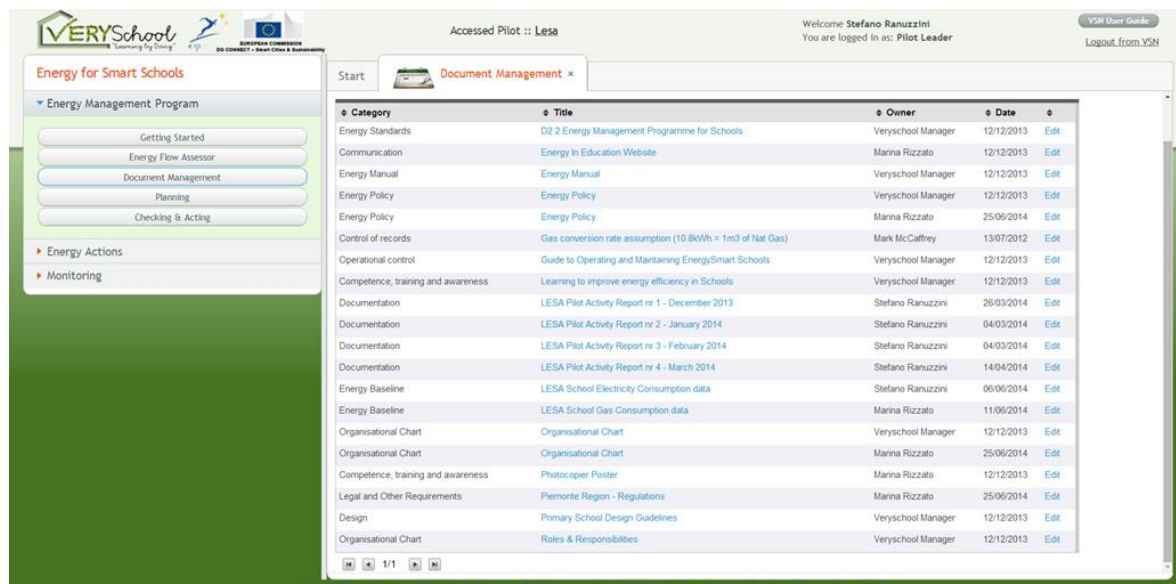 VERYSchool
"Learning by Doing"
cip
EUROPEAN COMMISSION
DG CONNECT - Smart Cities & Sustainability
Accessed Pilot :: Lesa
Welcome Stefano Ranuzzini
You are logged in as: Pilot Leader
VSN User Guide
Logout from VSN
Energy for Smart Schools
Energy Management Program
Getting Started
Energy Flow Assessor
Document Management
Planning
Checking & Acting
Energy Actions
Monitoring
Start
Document Management ×
Category Title Owner Date
Energy Standards D2 2 Energy Management Programme for Schools Veryschool Manager 12/12/2013 Edit
Communication Energy In Education Website Marina Rizzato 12/12/2013 Edit
Energy Manual Energy Manual Veryschool Manager 12/12/2013 Edit
Energy Policy Energy Policy Veryschool Manager 12/12/2013 Edit
Energy Policy Energy Policy Marina Rizzato 25/06/2014 Edit
Control of records Gas conversion rate assumption (10.8kWh = 1m3 of Nat Gas) Mark McCaffrey 13/07/2012 Edit
Operational control Guide to Operating and Maintaining EnergySmart Schools Veryschool Manager 12/12/2013 Edit
Competence, training and awareness Learning to improve energy efficiency in Schools Veryschool Manager 12/12/2013 Edit
Documentation LESA Pilot Activity Report nr 1 - December 2013 Stefano Ranuzzini 26/03/2014 Edit
Documentation LESA Pilot Activity Report nr 2 - January 2014 Stefano Ranuzzini 04/03/2014 Edit
Documentation LESA Pilot Activity Report nr 3 - February 2014 Stefano Ranuzzini 04/03/2014 Edit
Documentation LESA Pilot Activity Report nr 4 - March 2014 Stefano Ranuzzini 14/04/2014 Edit
Energy Baseline LESA School Electricity Consumption data Stefano Ranuzzini 06/06/2014 Edit
Energy Baseline LESA School Gas Consumption data Marina Rizzato 11/06/2014 Edit
Organisational Chart Organisational Chart Veryschool Manager 12/12/2013 Edit
Organisational Chart Organisational Chart Marina Rizzato 25/06/2014 Edit
Competence, training and awareness Photocopier Poster Marina Rizzato 12/12/2013 Edit
Legal and Other Requirements Piemonte Region - Regulations Marina Rizzato 25/06/2014 Edit
Design Primary School Design Guidelines Veryschool Manager 12/12/2013 Edit
Organisational Chart Roles & Responsibilities Veryschool Manager 12/12/2013 Edit
1/1